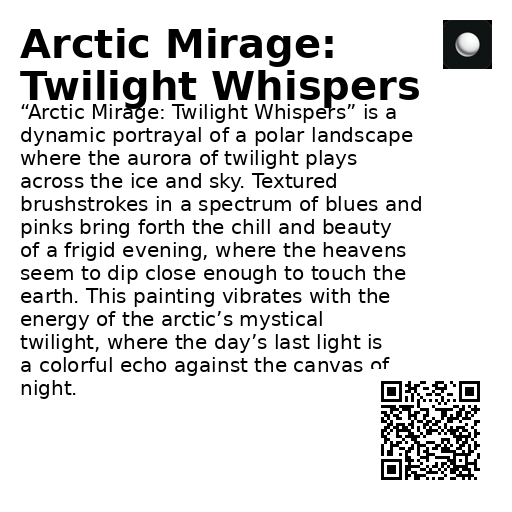 Arctic Mirage:
Twilight Whispers
“Arctic Mirage: Twilight Whispers” is a
dynamic portrayal of a polar landscape
where the aurora of twilight plays
across the ice and sky. Textured
brushstrokes in a spectrum of blues and
pinks bring forth the chill and beauty
of a frigid evening, where the heavens
seem to dip close enough to touch the
earth. This painting vibrates with the
energy of the arctic’s mystical
twilight, where the day’s last light is
a colorful echo against the canvas of
night.